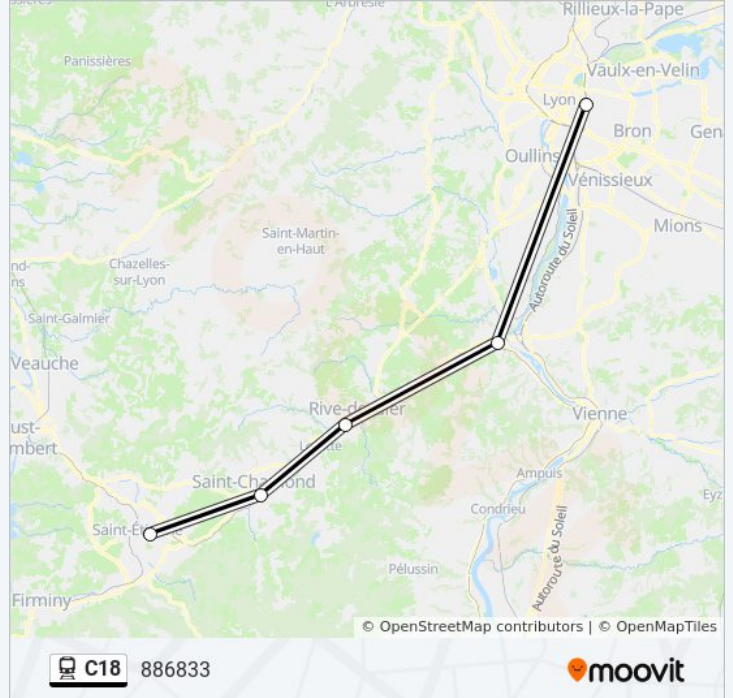 L'Arbresle
Rillieux-la-Pape
Panissières
Vaulx-en-Velin
Lyon
Bron
Oullins
Vénissieux
Mions
Saint-Martin-
en-Haut
Autoroute du Soleil
Chazelles-
sur-Lyon
Saint-Galmier
Veauche
Vienne
Saint-Chamond
Ampuis
Condrieu
Autoroute du Soleil
Pélussin
Firminy
© OpenStreetMap contributors | © OpenMapTiles
C18 886833
moovit